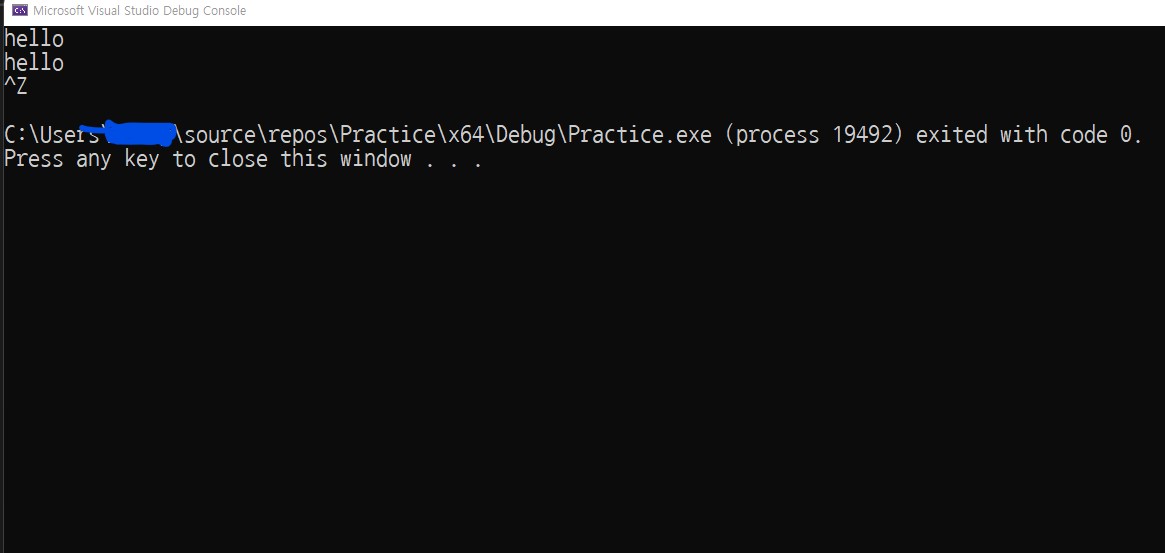 Microsoft Visual Studio Debug Console
hello
hello
^Z
C:\Users\\source\repos\Practice\x64\Debug\Practice.exe (process 19492) exited with code 0.
Press any key to close this window . . .